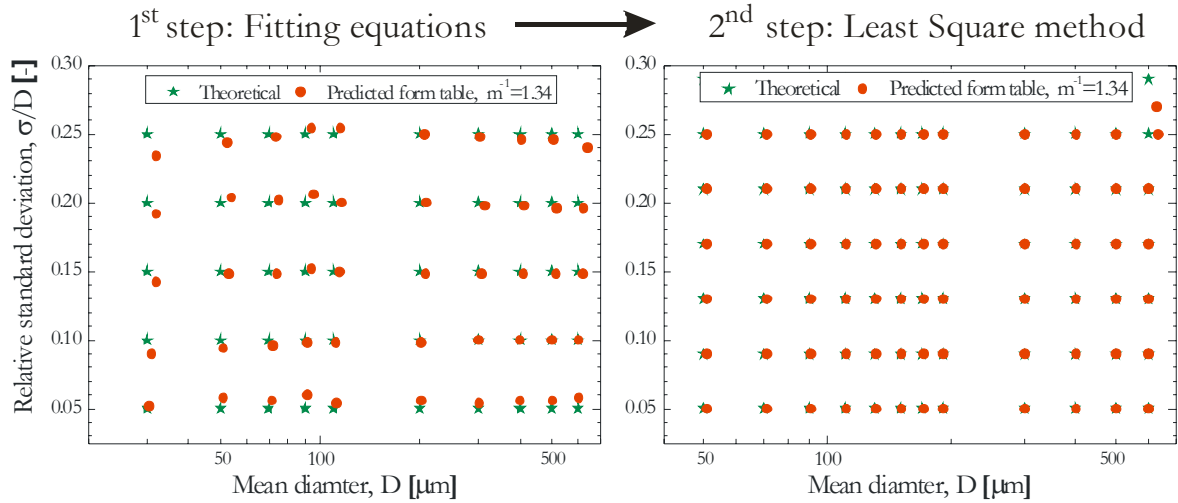 1st step: Fitting equations
2nd step: Least Square method
Relative standard deviation, σ/D [-]
0.30
0.25
0.20
0.15
0.10
0.05
Theoretical Predicted form table, m-1=1.34
50 100 500
Mean diamter, D [µm]
0.30
0.25
0.20
0.15
0.10
0.05
Theoretical Predicted form table, m-1=1.34
50 100 500
Mean diamter, D [µm]